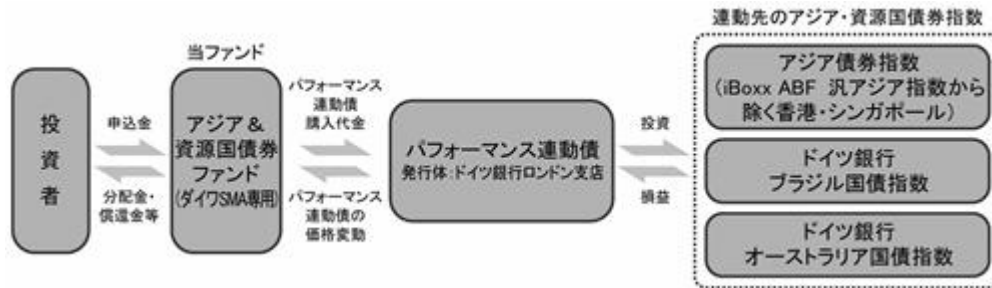 連動先のアジア・資源国債券指数
当ファンド
投
資
者
申込金
分配金・
償還金等
アジア＆
資源国債券
ファンド
(ダイワSMA専用)
パフォーマンス
連動債
購入代金
パフォーマンス
連動債の
価格変動
パフォーマンス連動債
発行体：ドイツ銀行ロンドン支店
投資
損益
アジア債券指数
(iBoxx ABF 汎アジア指数から
除く香港・シンガポール)
ドイツ銀行
ブラジル国債指数
ドイツ銀行
オーストラリア国債指数